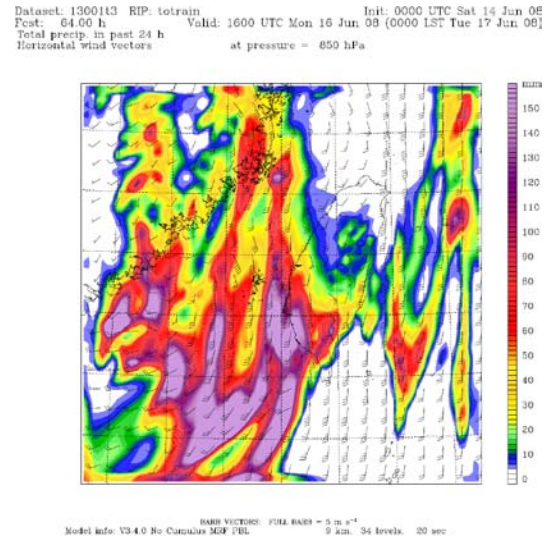 Dataset: 13001t3 RIP: totrain Init: 0000 UTC Sat 14 Jun 08
Fcst: 64.00 h Valid: 1600 UTC Mon 16 Jun 08 (0000 LST Tue 17 Jun 08)
Total precip. in past 24 h
Horizontal wind vectors at pressure = 850 hPa
mm
150
140
130
120
110
100
90
80
70
60
50
40
30
20
10
0
BARB VECTORS: FULL BARB = 5 m s⁻¹
Model info: V3.4.0 No Cumulus MRF PBL 9 km, 34 levels, 20 sec